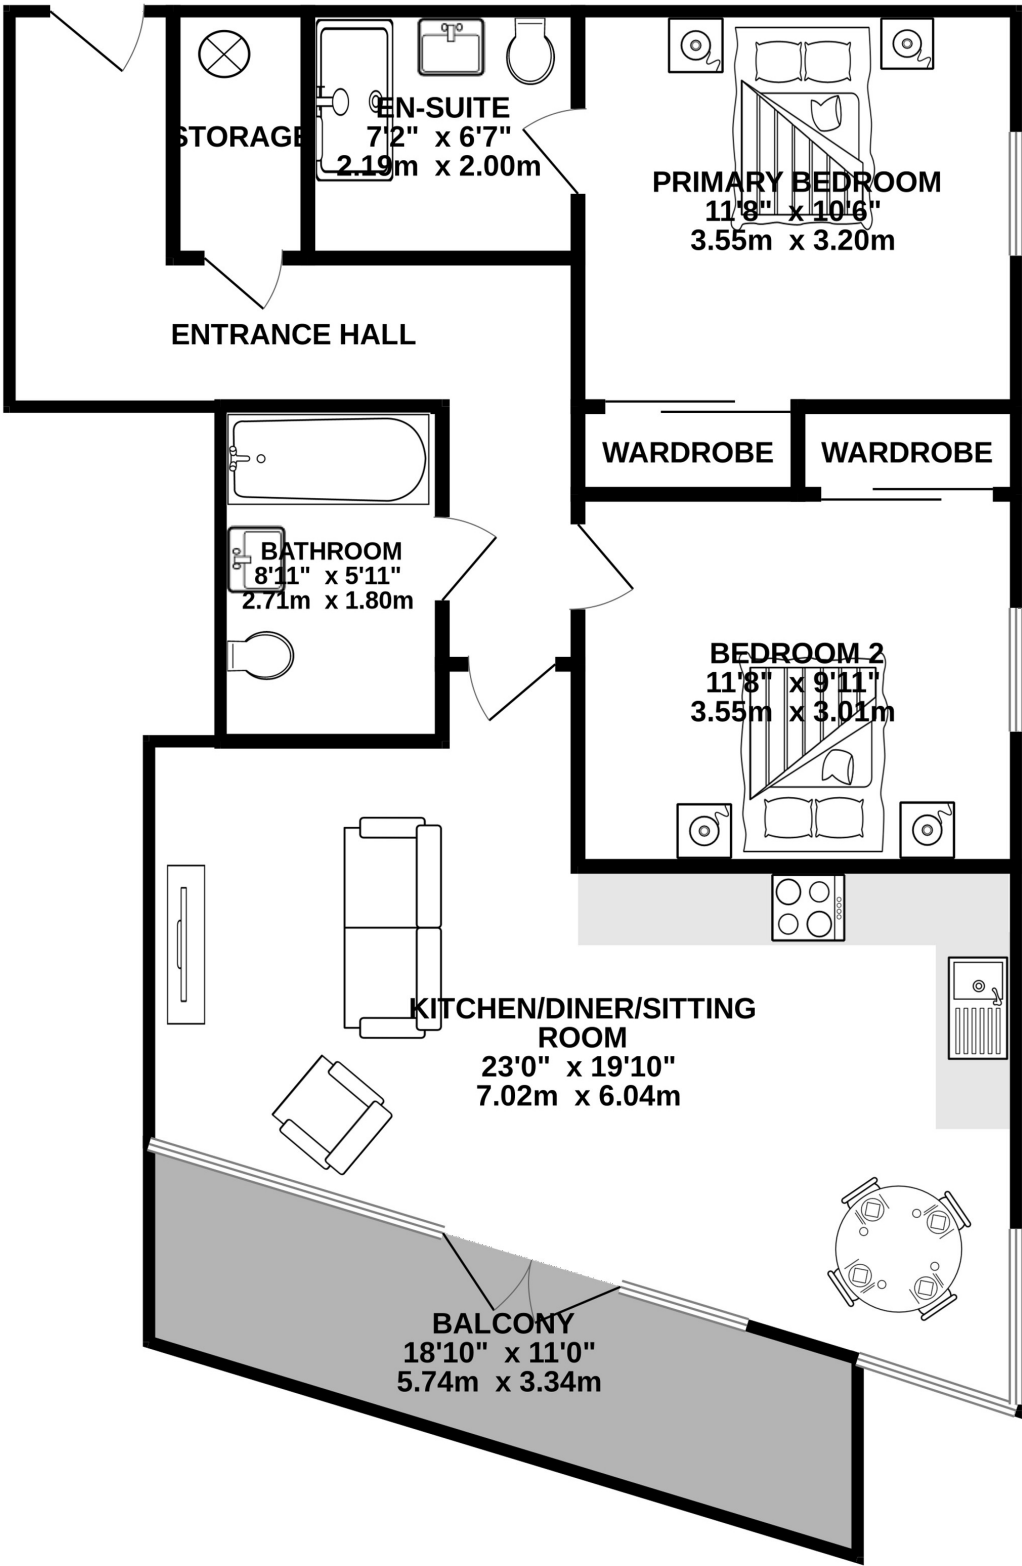 STORAGE
EN-SUITE
7'2" x 6'7"
2.19m x 2.00m
PRIMARY BEDROOM
11'8" x 10'6"
3.55m x 3.20m
ENTRANCE HALL
WARDROBE
WARDROBE
BATHROOM
8'11" x 5'11"
2.71m x 1.80m
BEDROOM 2
11'8" x 9'11"
3.55m x 3.01m
KITCHEN/DINER/SITTING
ROOM
23'0" x 19'10"
7.02m x 6.04m
BALCONY
18'10" x 11'0"
5.74m x 3.34m